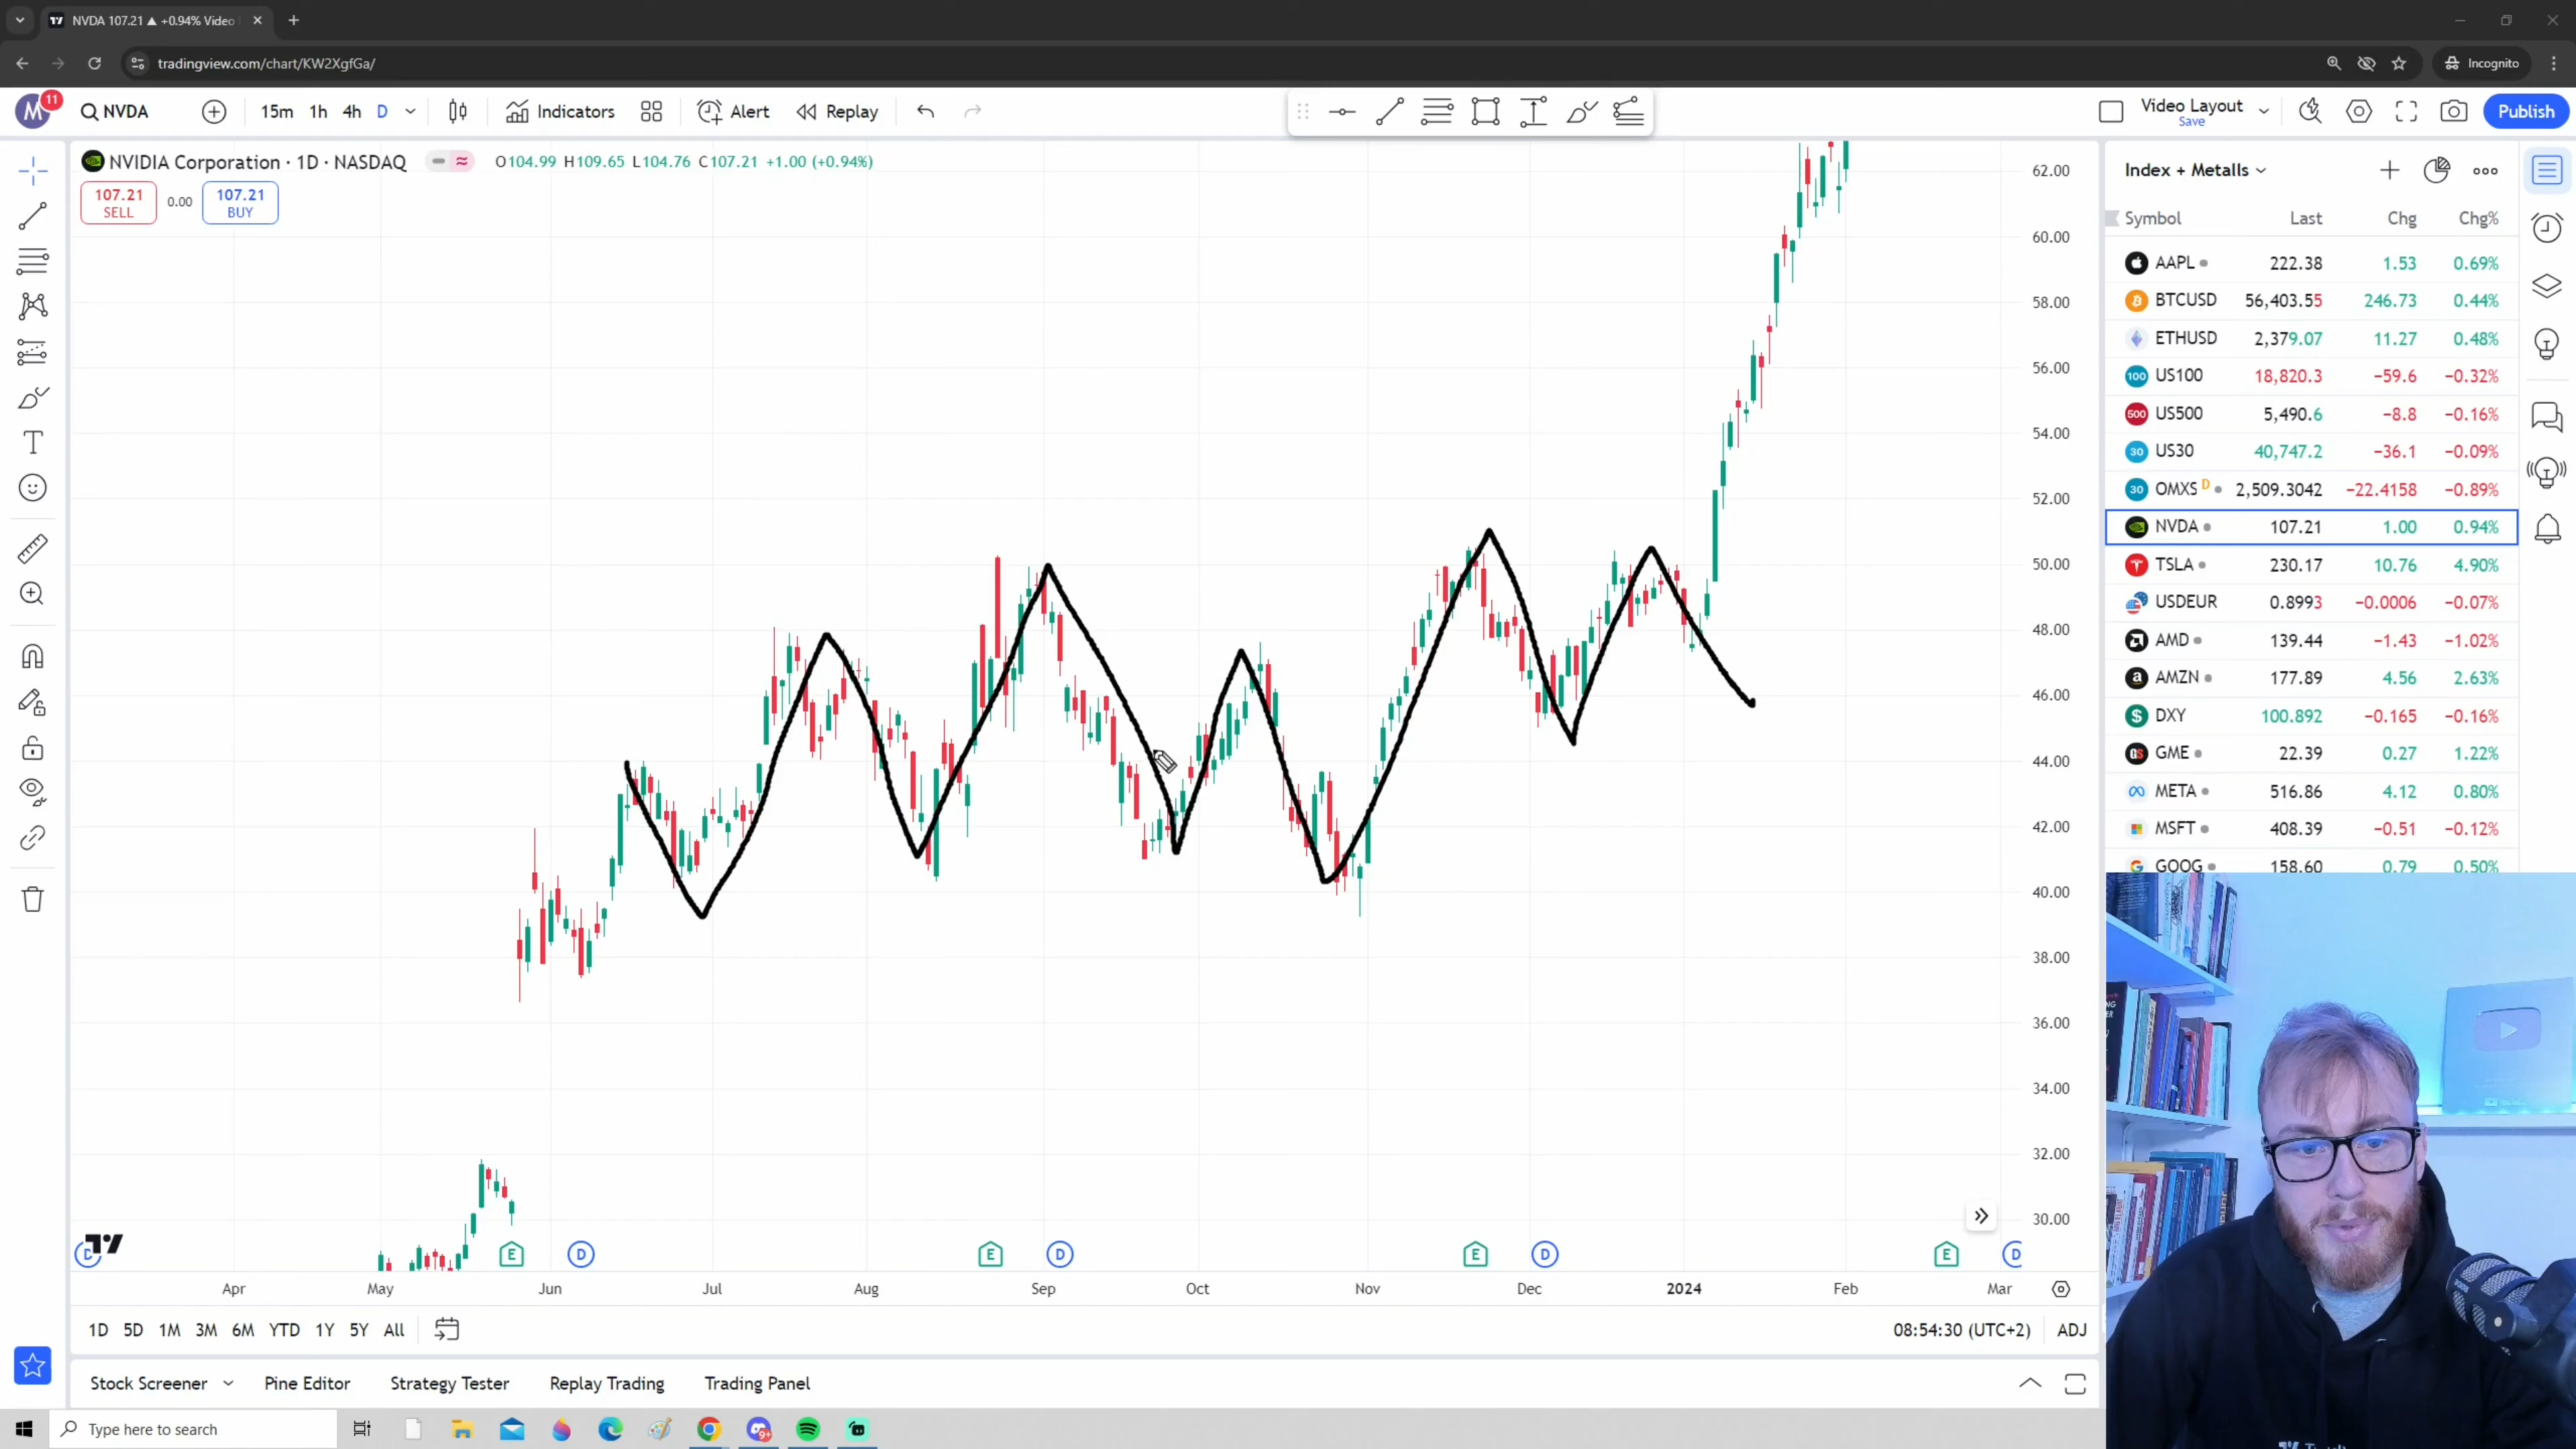 NVDA 107.21 ▲ +0.94% Video
tradingview.com/chart/KW2XgfGa/
Incognito
M 11 NVDA 15m 1h 4h D Indicators Alert Replay Video Layout Save Publish
NVIDIA Corporation · 1D · NASDAQ O104.99 H109.65 L104.76 C107.21 +1.00 (+0.94%)
107.21 SELL 0.00 107.21 BUY
62.00
60.00
58.00
56.00
54.00
52.00
50.00
48.00
46.00
44.00
42.00
40.00
38.00
36.00
34.00
32.00
30.00
E D E D E D E D
Apr May Jun Jul Aug Sep Oct Nov Dec 2024 Feb Mar
1D 5D 1M 3M 6M YTD 1Y 5Y All 08:54:30 (UTC+2) ADJ
Stock Screener Pine Editor Strategy Tester Replay Trading Trading Panel
Type here to search 9+
Index + Metalls
Symbol Last Chg Chg%
AAPL 222.38 1.53 0.69%
BTCUSD 56,403.55 246.73 0.44%
ETHUSD 2,379.07 11.27 0.48%
100 US100 18,820.3 −59.6 −0.32%
500 US500 5,490.6 −8.8 −0.16%
30 US30 40,747.2 −36.1 −0.09%
30 OMXS D 2,509.3042 −22.4158 −0.89%
NVDA 107.21 1.00 0.94%
TSLA 230.17 10.76 4.90%
USDEUR 0.8993 −0.0006 −0.07%
AMD 139.44 −1.43 −1.02%
AMZN 177.89 4.56 2.63%
DXY 100.892 −0.165 −0.16%
GME 22.39 0.27 1.22%
META 516.86 4.12 0.80%
MSFT 408.39 −0.51 −0.12%
GOOG 158.60 0.79 0.50%